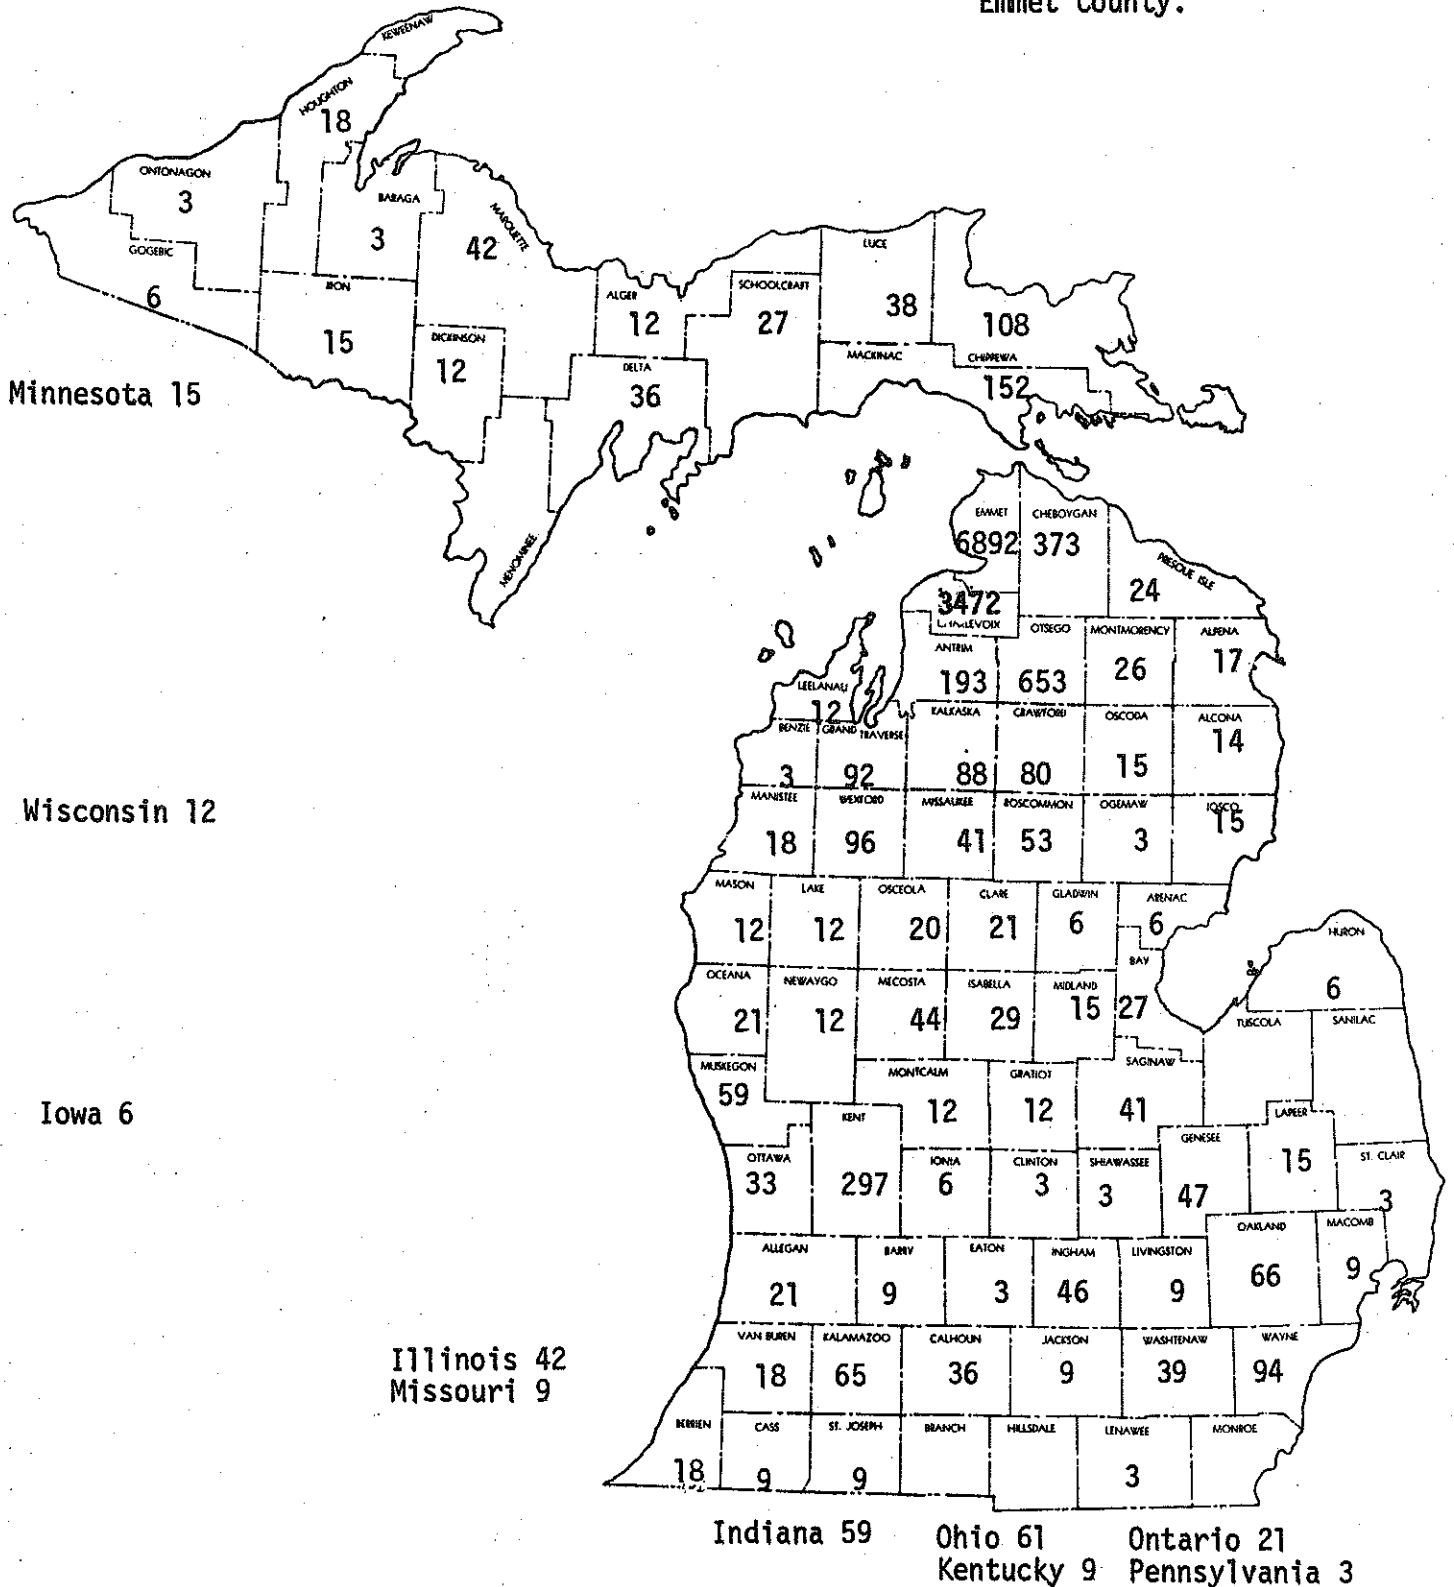 Emmet County.
KEWEENAW
HOUGHTON
18
ONTONAGON
3
BARAGA
3
MARQUETTE
42
GOGEBIC
6
IRON
15
DICKINSON
12
ALGER
12
SCHOOLCRAFT
27
LUCE
38
108
CHIPPEWA
MACKINAC
152
DELTA
36
MENOMINEE
Minnesota 15
EMMET
6892
CHEBOYGAN
373
PRESQUE ISLE
24
3472
CHARLEVOIX
ANTRIM
193
OTSEGO
653
MONTMORENCY
26
ALPENA
17
LEELANAU
12
BENZIE
3
GRAND TRAVERSE
92
KALKASKA
88
CRAWFORD
80
OSCODA
15
ALCONA
14
Wisconsin 12
MANISTEE
18
WEXFORD
96
MISSAUKEE
41
ROSCOMMON
53
OGEMAW
3
IOSCO
15
MASON
12
LAKE
12
OSCEOLA
20
CLARE
21
GLADWIN
6
ARENAC
6
HURON
6
OCEANA
21
NEWAYGO
12
MECOSTA
44
ISABELLA
29
MIDLAND
15
BAY
27
TUSCOLA
SANILAC
Iowa 6
MUSKEGON
59
MONTCALM
12
GRATIOT
12
SAGINAW
41
LAPEER
15
KENT
297
OTTAWA
33
IONIA
6
CLINTON
3
SHIAWASSEE
3
GENESEE
47
ST. CLAIR
3
ALLEGAN
21
BARRY
9
EATON
3
INGHAM
46
LIVINGSTON
9
OAKLAND
66
MACOMB
9
Illinois 42
Missouri 9
VAN BUREN
18
KALAMAZOO
65
CALHOUN
36
JACKSON
9
WASHTENAW
39
WAYNE
94
BERRIEN
18
CASS
9
ST. JOSEPH
9
BRANCH
HILLSDALE
LENAWEE
3
MONROE
Indiana 59
Ohio 61
Kentucky 9
Ontario 21
Pennsylvania 3